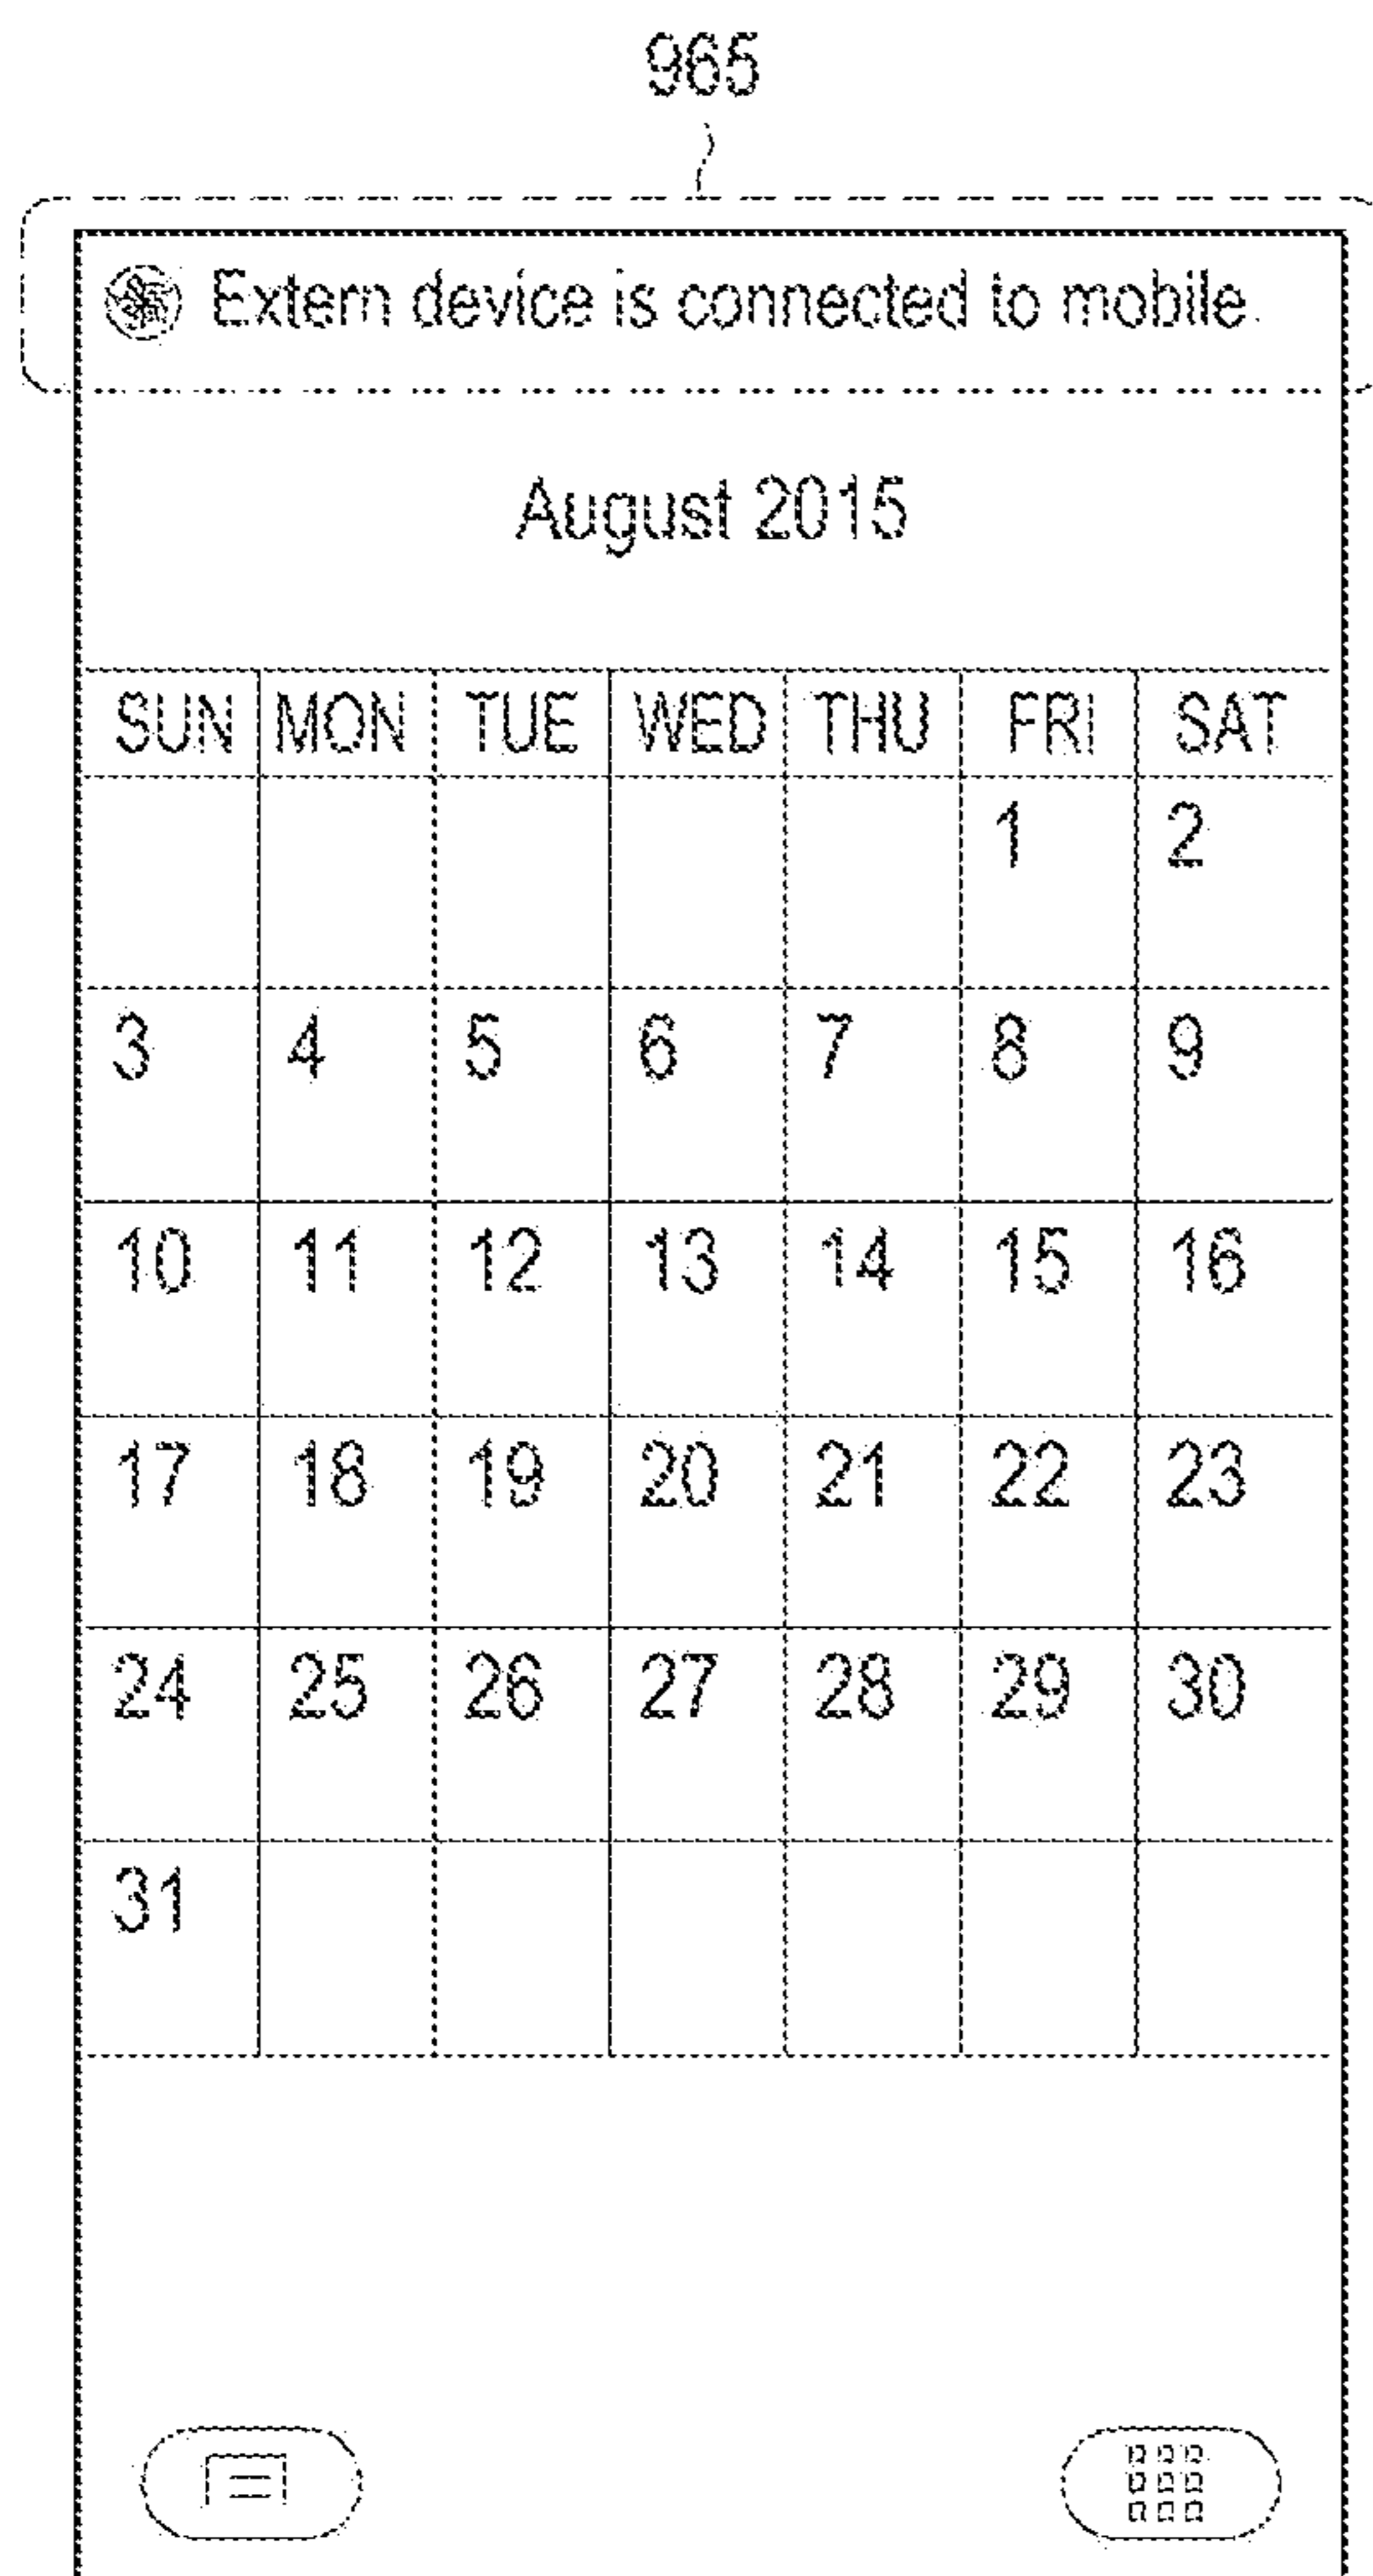 965
Extern device is connected to mobile.
August 2015
SUN MON TUE WED THU FRI SAT
1 2
3 4 5 6 7 8 9
10 11 12 13 14 15 16
17 18 19 20 21 22 23
24 25 26 27 28 29 30
31